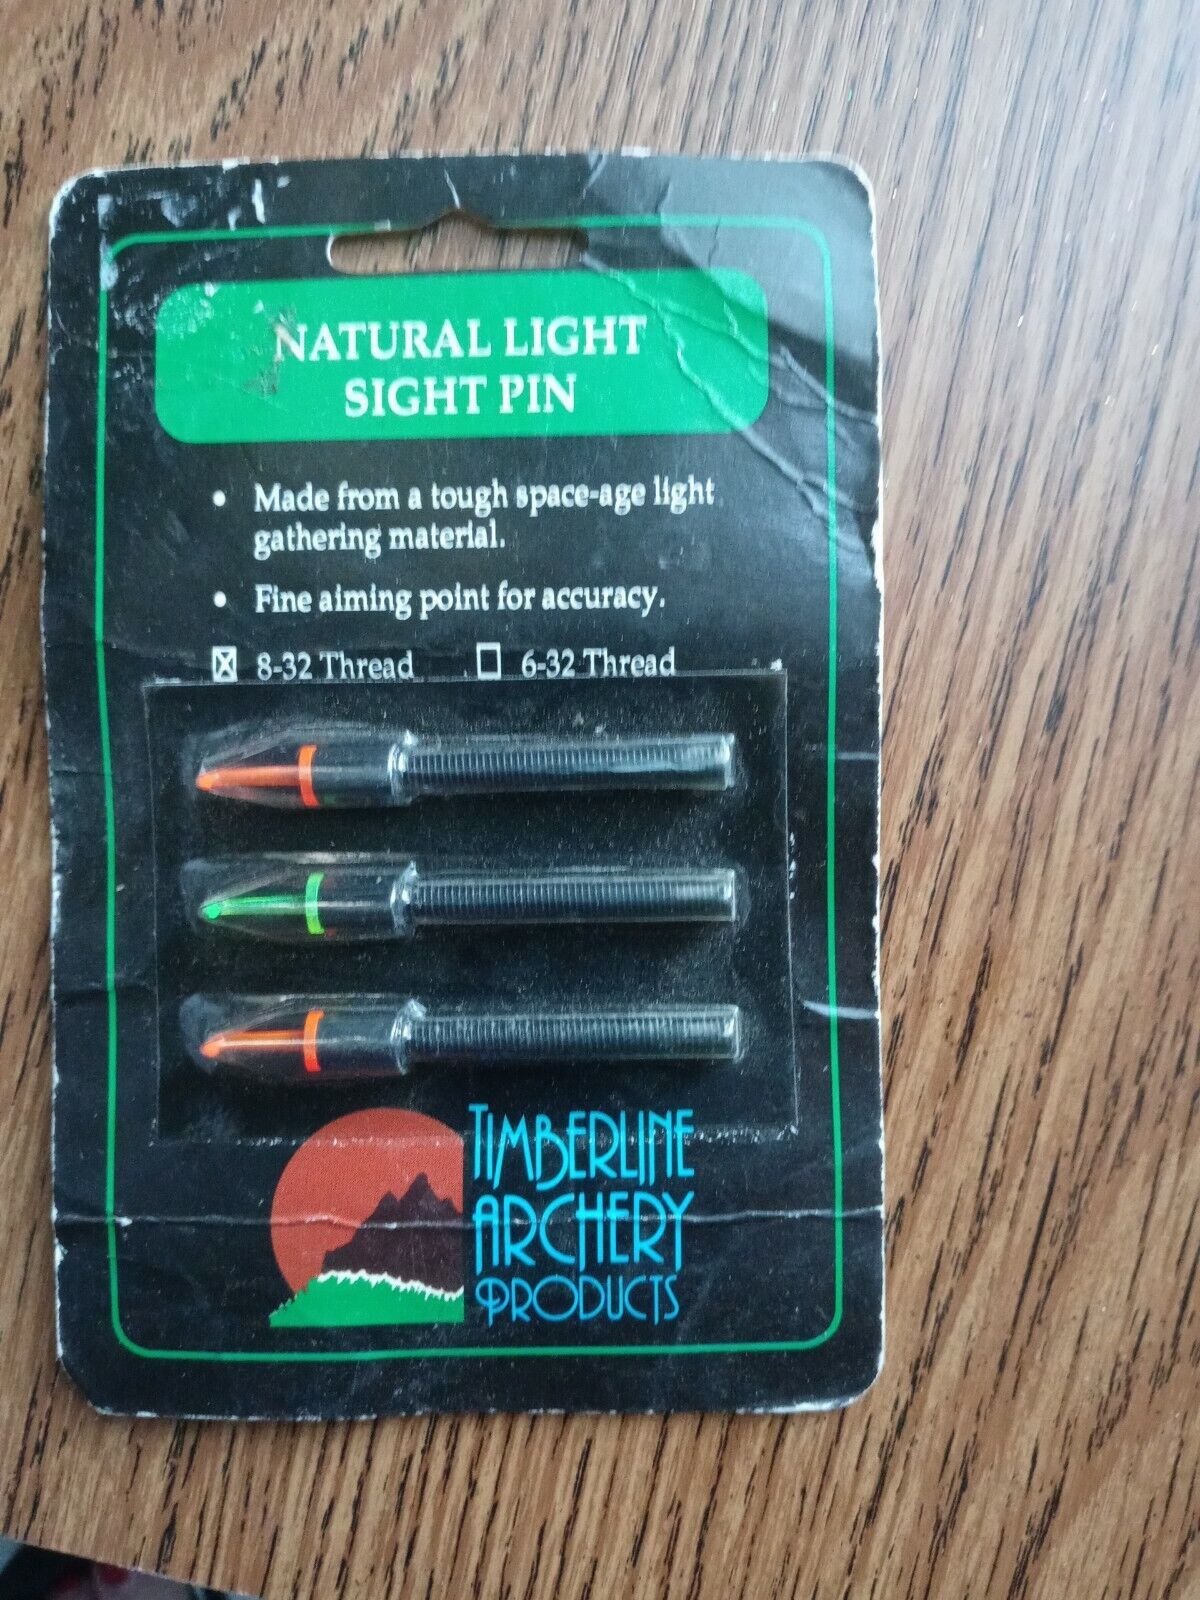 NATURAL LIGHT
SIGHT PIN
• Made from a tough space-age light
gathering material.
• Fine aiming point for accuracy.
☒ 8-32 Thread ☐ 6-32 Thread
TIMBERLINE
ARCHERY
PRODUCTS